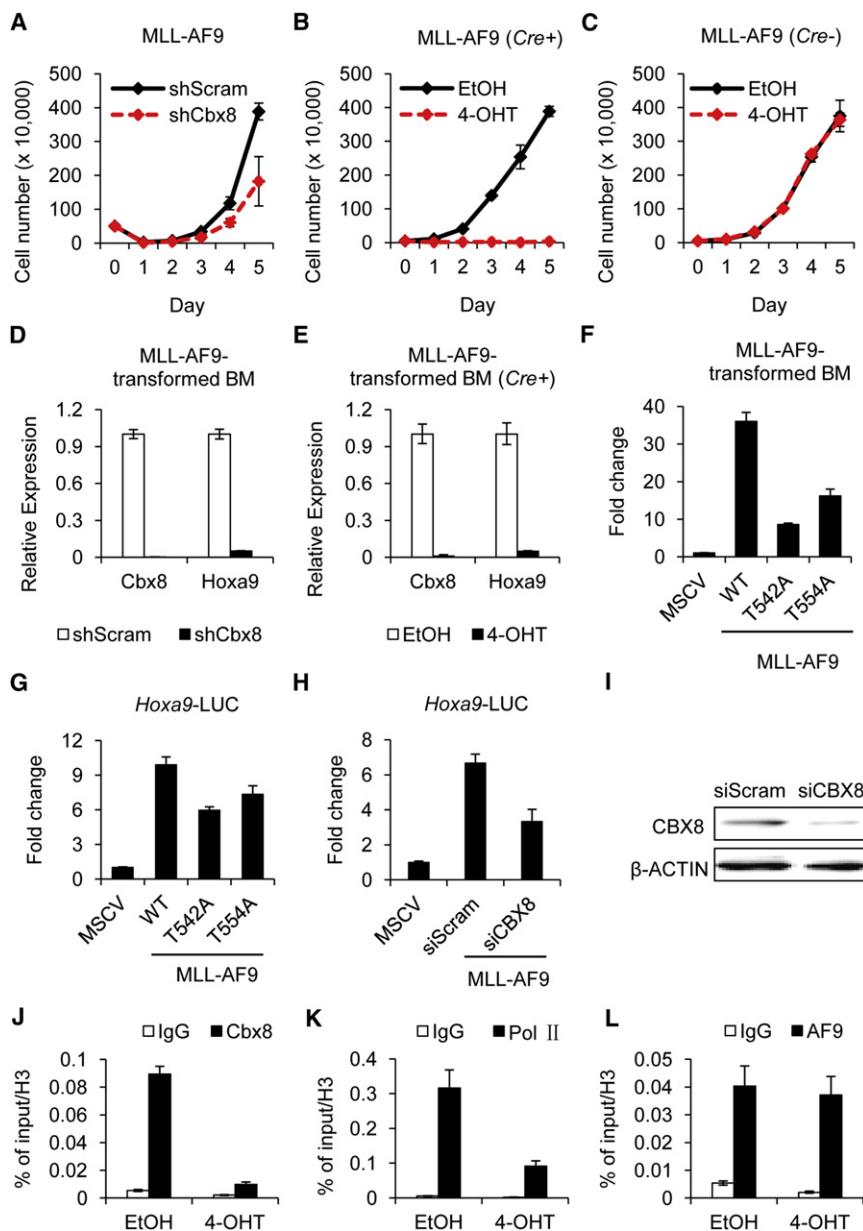 A
MLL-AF9
500
400
300
200
100
0
Cell number (x 10,000)
shScram
shCbx8
0 1 2 3 4 5
Day
B
MLL-AF9 (Cre+)
500
400
300
200
100
0
Cell number (x 10,000)
EtOH
4-OHT
0 1 2 3 4 5
Day
C
MLL-AF9 (Cre-)
500
400
300
200
100
0
Cell number (x 10,000)
EtOH
4-OHT
0 1 2 3 4 5
Day
D
MLL-AF9-
transformed BM
1.2
0.9
0.6
0.3
0
Relative Expression
Cbx8 Hoxa9
shScram shCbx8
E
MLL-AF9-
transformed BM (Cre+)
1.2
0.9
0.6
0.3
0
Relative Expression
Cbx8 Hoxa9
EtOH 4-OHT
F
MLL-AF9-
transformed BM
40
30
20
10
0
Fold change
MSCV WT T542A T554A
MLL-AF9
G
Hoxa9-LUC
12
9
6
3
0
Fold change
MSCV WT T542A T554A
MLL-AF9
H
Hoxa9-LUC
8
6
4
2
0
Fold change
MSCV siScram siCBX8
MLL-AF9
I
siScram siCBX8
CBX8
β-ACTIN
J
IgG Cbx8
0.1
0.08
0.06
0.04
0.02
0
% of input/H3
EtOH 4-OHT
K
IgG Pol II
0.4
0.3
0.2
0.1
0
% of input/H3
EtOH 4-OHT
L
IgG AF9
0.05
0.04
0.03
0.02
0.01
0
% of input/H3
EtOH 4-OHT